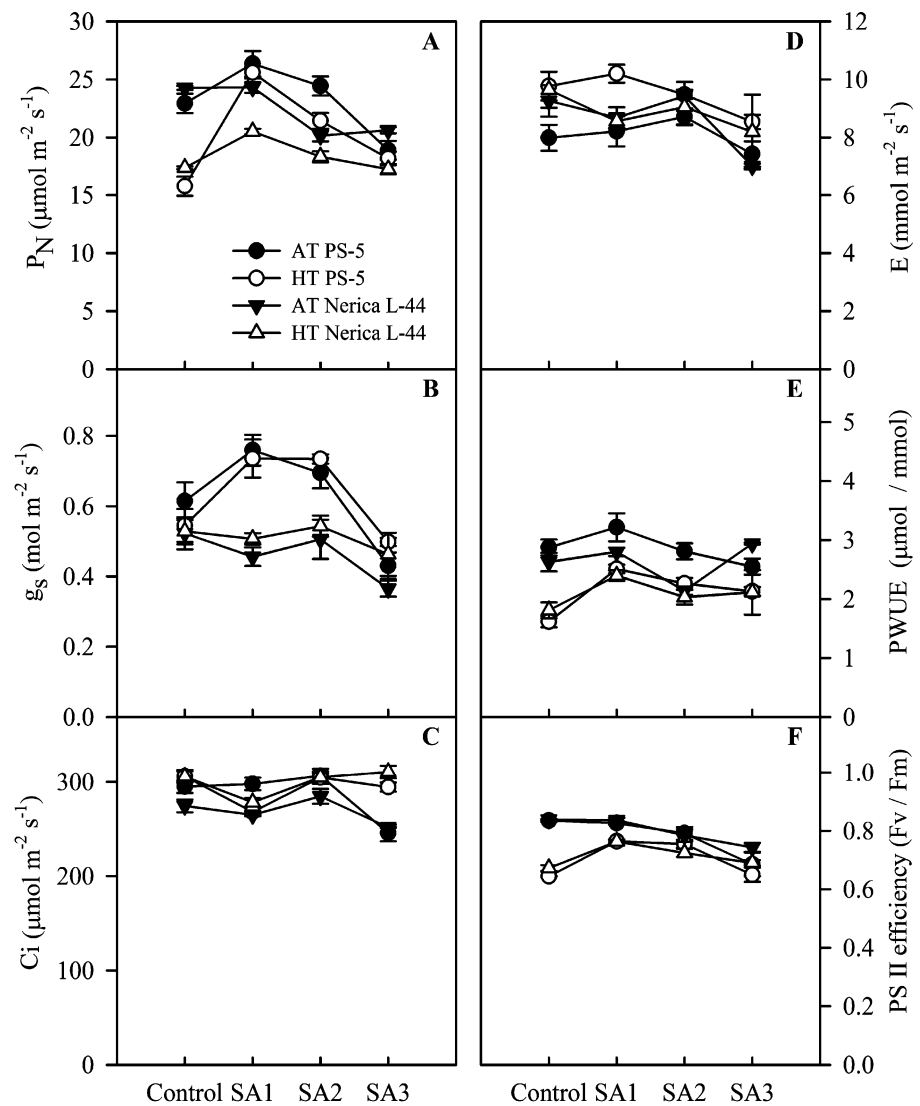 A
30
25
20
15
10
5
0
P_N (μmol m⁻² s⁻¹)
AT PS-5
HT PS-5
AT Nerica L-44
HT Nerica L-44
D
12
10
8
6
4
2
0
E (mmol m⁻² s⁻¹)
B
0.8
0.6
0.4
0.2
0.0
g_s (mol m⁻² s⁻¹)
E
5
4
3
2
1
0
PWUE (μmol / mmol)
C
300
200
100
0
Ci (μmol m⁻² s⁻¹)
F
1.0
0.8
0.6
0.4
0.2
0.0
PS II efficiency (Fv / Fm)
Control SA1 SA2 SA3
Control SA1 SA2 SA3